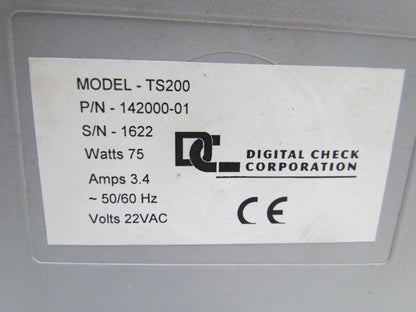 MODEL - TS200
P/N - 142000-01
S/N - 1622
Watts 75
Amps 3.4
~ 50/60 Hz
Volts 22VAC
DC
DIGITAL CHECK
CORPORATION
CE